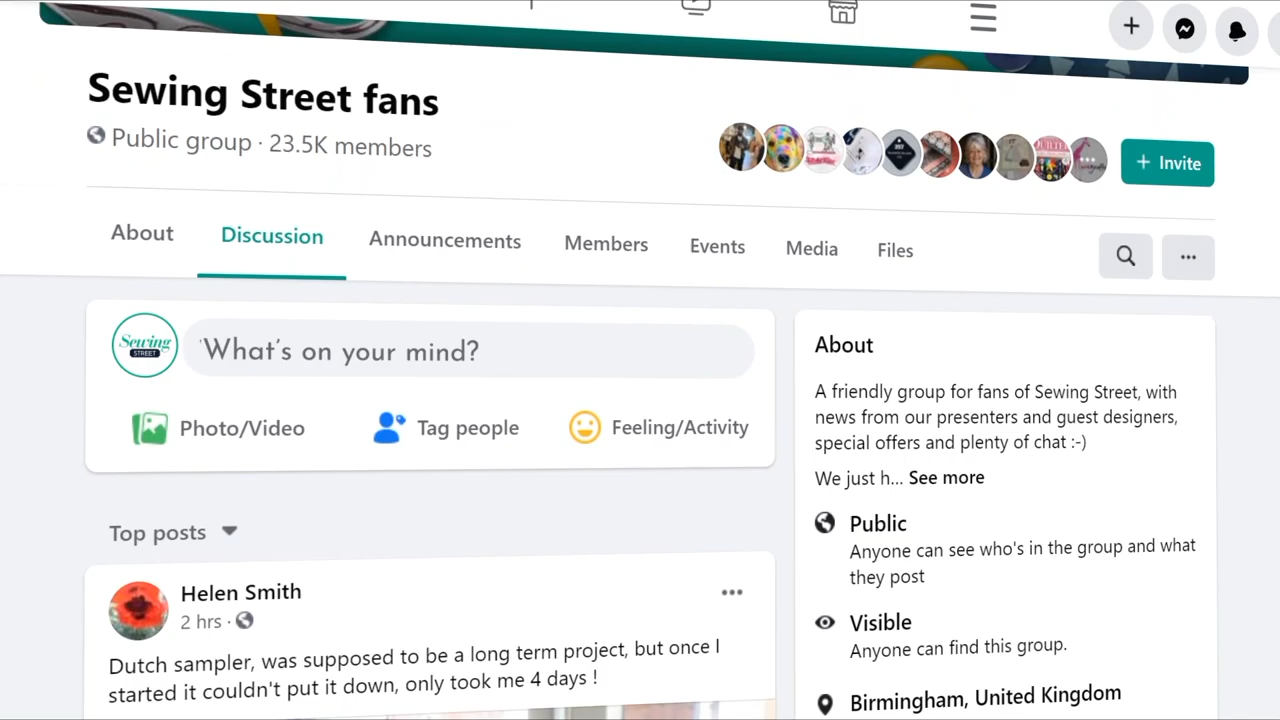 Sewing Street fans
Public group · 23.5K members
+ Invite
About
Discussion
Announcements
Members
Events
Media
Files
Sewing
STREET
What's on your mind?
Photo/Video
Tag people
Feeling/Activity
Top posts
Helen Smith
2 hrs ·
Dutch sampler, was supposed to be a long term project, but once I
started it couldn't put it down, only took me 4 days !
About
A friendly group for fans of Sewing Street, with
news from our presenters and guest designers,
special offers and plenty of chat :-)
We just h... See more
Public
Anyone can see who's in the group and what
they post
Visible
Anyone can find this group.
Birmingham, United Kingdom